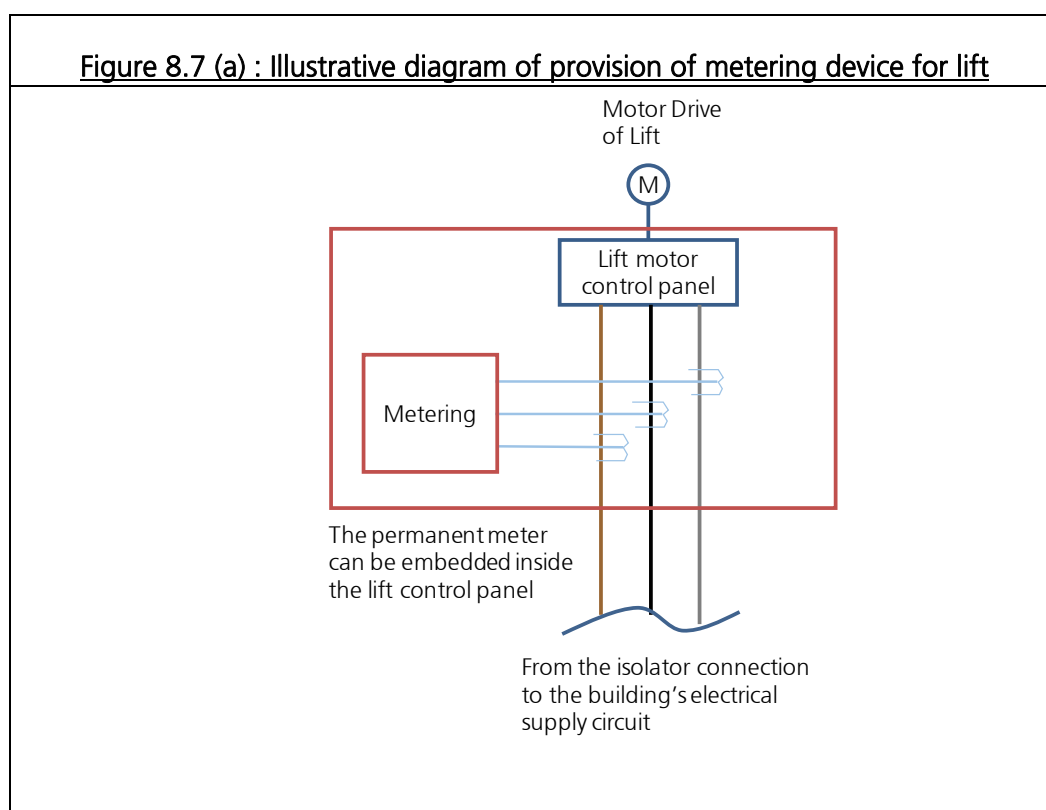 Figure 8.7 (a) : Illustrative diagram of provision of metering device for lift
Motor Drive
of Lift
M
Lift motor
control panel
Metering
The permanent meter
can be embedded inside
the lift control panel
From the isolator connection
to the building's electrical
supply circuit